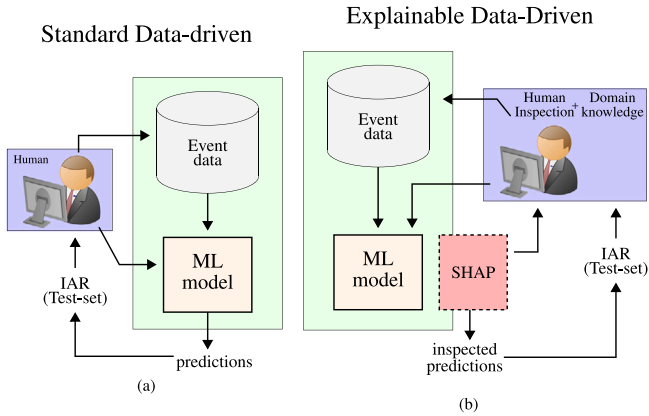 Standard Data-driven
Event
data
Human
ML
model
IAR
(Test-set)
predictions
(a)
Explainable Data-Driven
Event
data
Human + Domain
Inspection knowledge
ML
model
SHAP
IAR
(Test-set)
inspected
predictions
(b)